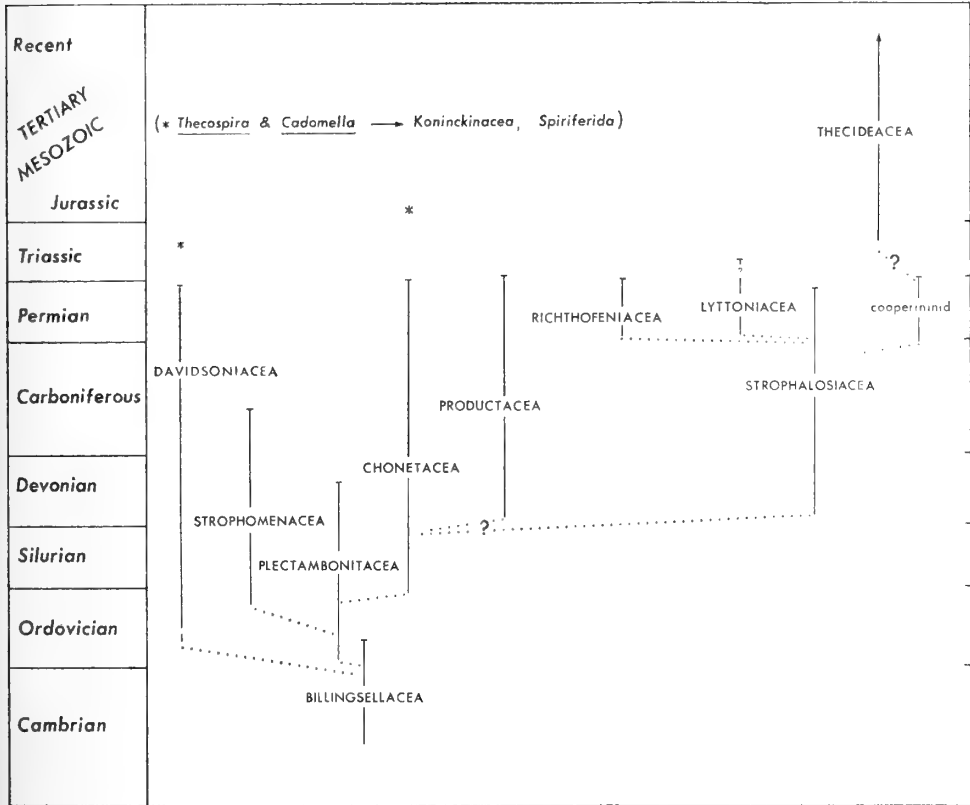 Recent
TERTIARY
MESOZOIC
(* Thecospira & Cadomella → Koninckinacea, Spiriferida)
THECIDEACEA
Jurassic
*
*
Triassic
?
?
Permian
RICHTHOFENIACEA
LYTTONIACEA
cooperininid
DAVIDSONIACEA
STROPHALOSIACEA
Carboniferous
PRODUCTACEA
CHONETACEA
Devonian
STROPHOMENACEA
?
Silurian
PLECTAMBONITACEA
Ordovician
BILLINGSELLACEA
Cambrian